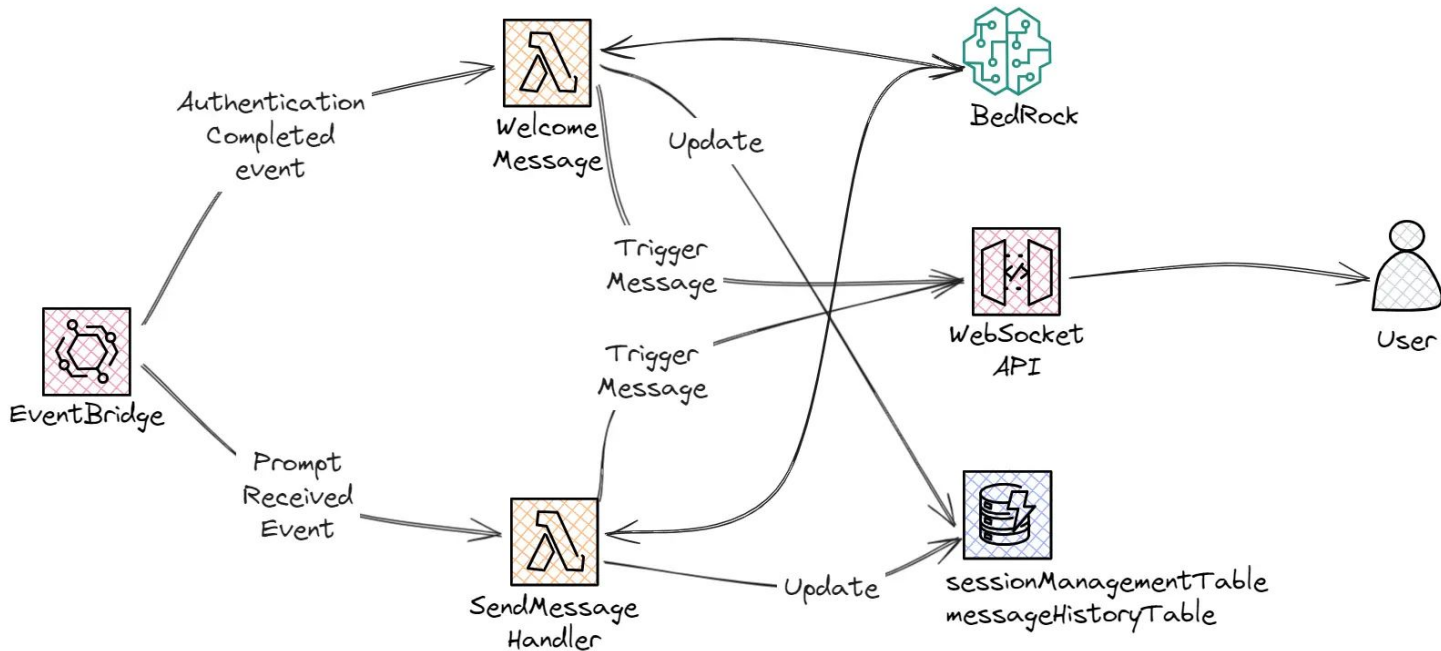 Authentication
Completed
event
Welcome
Message
Update
BedRock
Trigger
Message
WebSocket
API
User
EventBridge
Trigger
Message
Prompt
Received
Event
SendMessage
Handler
Update
sessionManagementTable
messageHistoryTable